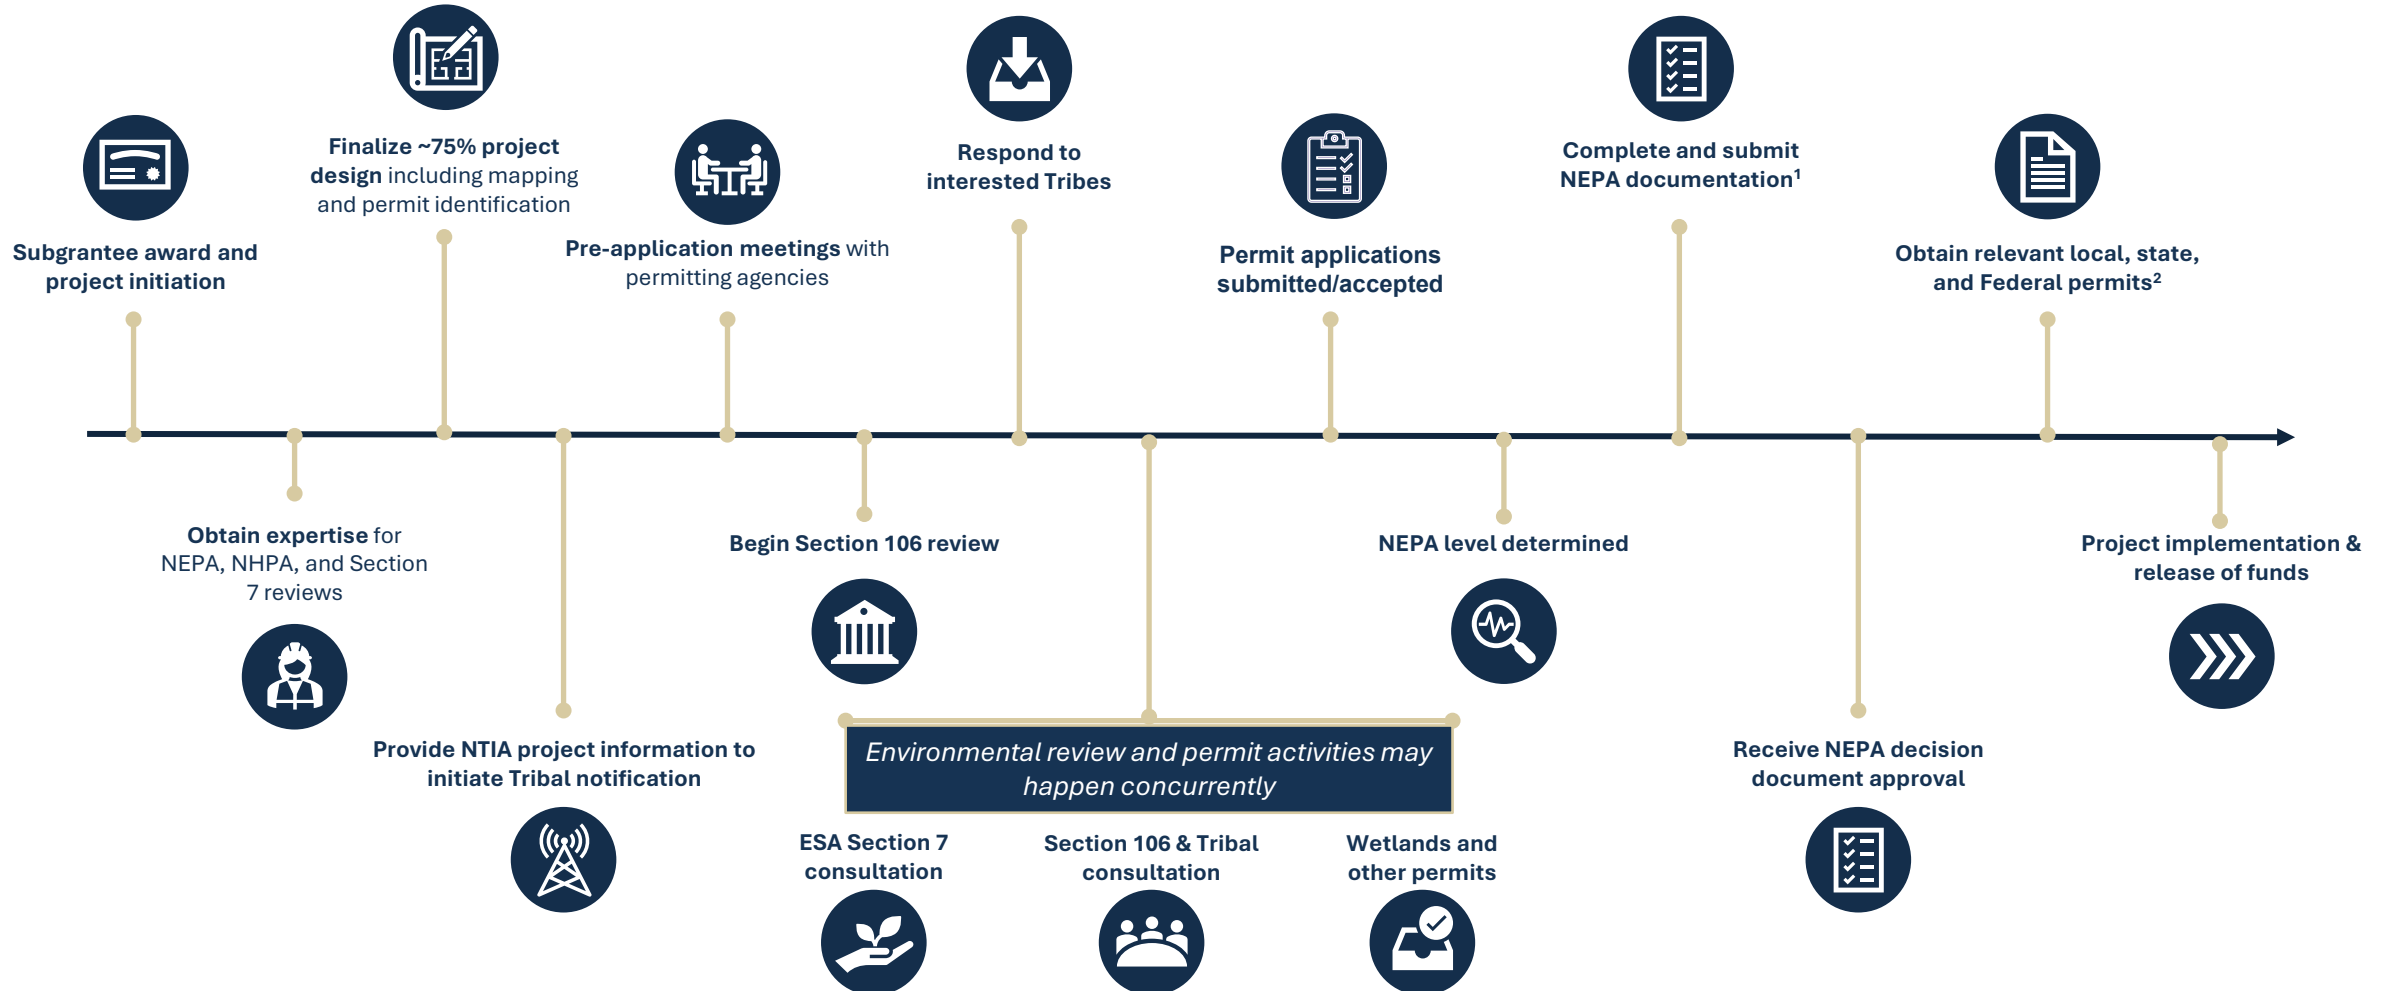 Subgrantee award and
project initiation
Obtain expertise for
NEPA, NHPA, and Section
7 reviews
Finalize ~75% project
design including mapping
and permit identification
Provide NTIA project information to
initiate Tribal notification
Pre-application meetings with
permitting agencies
Begin Section 106 review
Respond to
interested Tribes
Environmental review and permit activities may
happen concurrently
ESA Section 7
consultation
Section 106 & Tribal
consultation
Wetlands and
other permits
Permit applications
submitted/accepted
NEPA level determined
Complete and submit
NEPA documentation¹
Receive NEPA decision
document approval
Obtain relevant local, state,
and Federal permits²
Project implementation &
release of funds